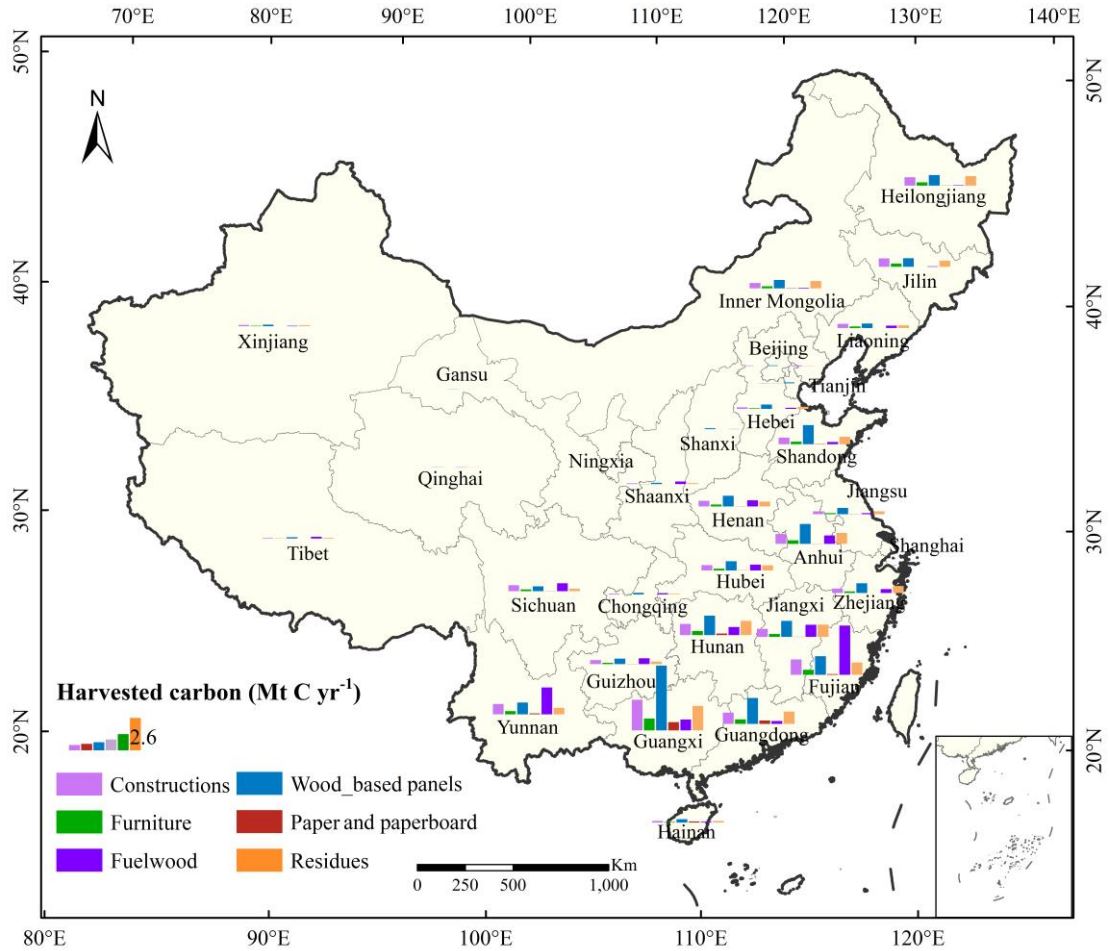 70°E 80°E 90°E 100°E 110°E 120°E 130°E 140°E
50°N
50°N
N
Heilongjiang
Jilin
40°N
Inner Mongolia
40°N
Xinjiang
Liaoning
Beijing
Gansu
Tianjin
Hebei
Shanxi
Shandong
Ningxia
Qinghai
Shaanxi
Jiangsu
Henan
30°N
30°N
Tibet
Anhui
Shanghai
Hubei
Sichuan
Chongqing
Jiangxi
Zhejiang
Hunan
Guizhou
Fujian
Harvested carbon (Mt C yr-1)
Yunnan
Guangxi
Guangdong
20°N
20°N
2.6
Constructions
Wood_based panels
Furniture
Paper and paperboard
Fuelwood
Residues
Hainan
Km
0 250 500 1,000
80°E 90°E 100°E 110°E 120°E